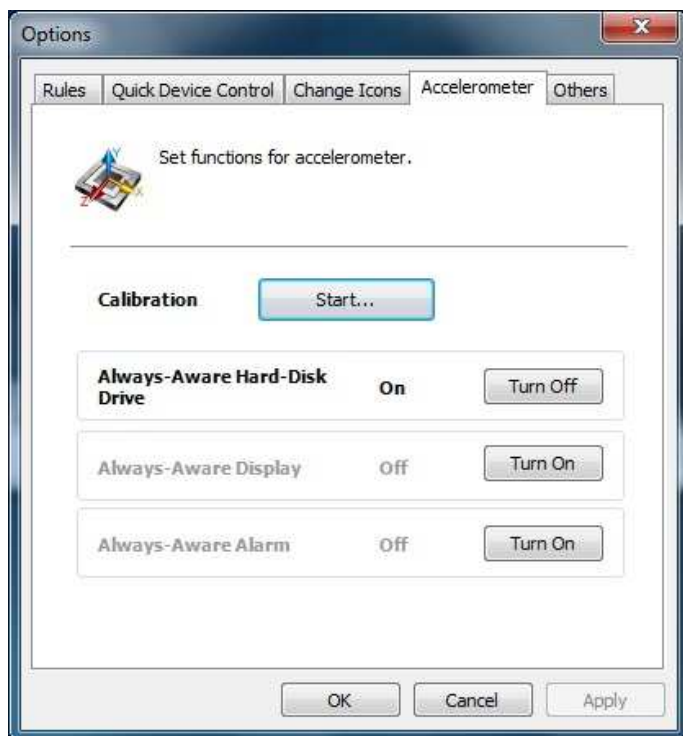 Options
Rules Quick Device Control Change Icons Accelerometer Others
Set functions for accelerometer.
Y
X
Z
Calibration Start...
Always-Aware Hard-Disk
Drive On Turn Off
Always-Aware Display Off Turn On
Always-Aware Alarm Off Turn On
OK Cancel Apply